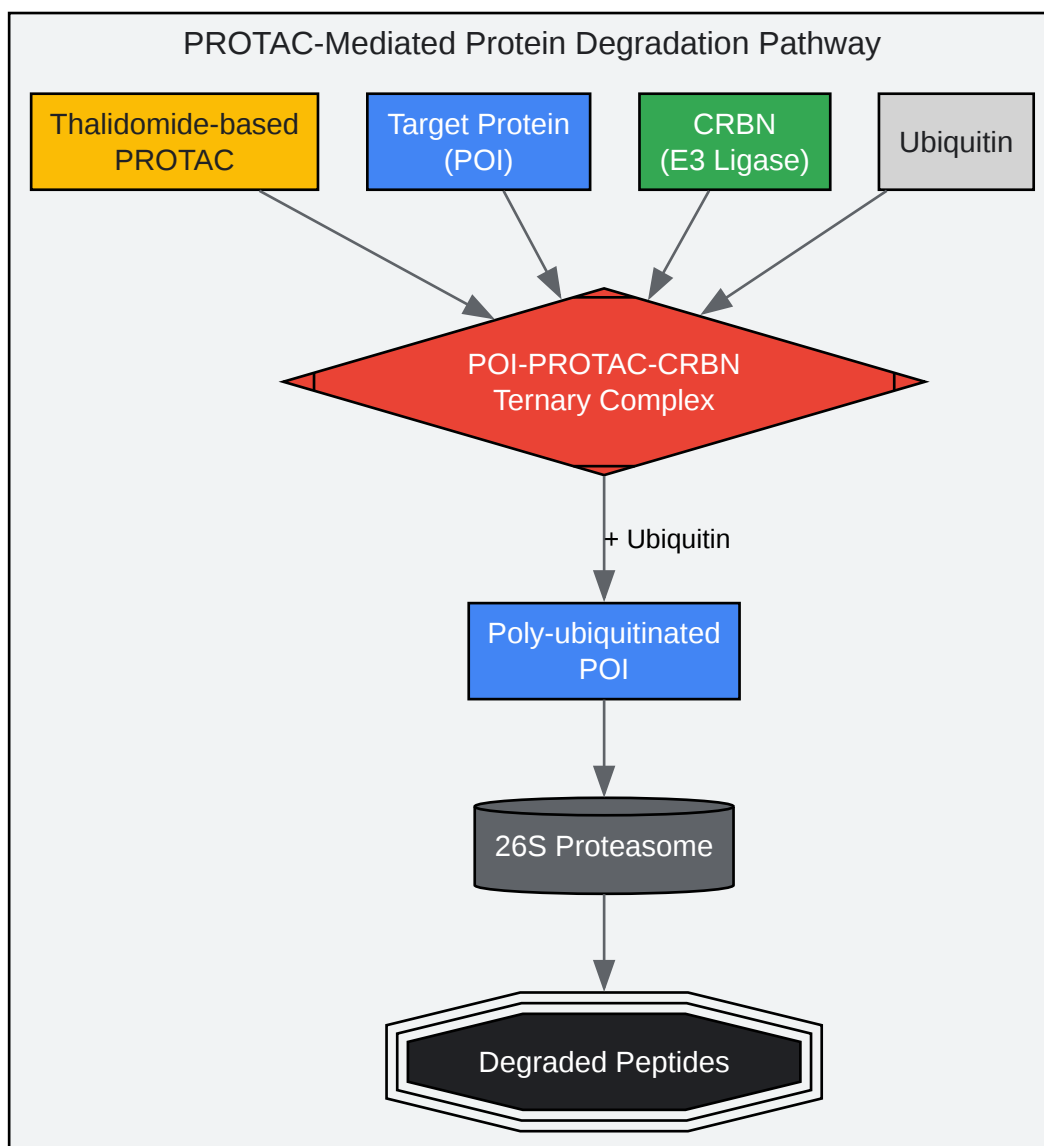 PROTAC-Mediated Protein Degradation Pathway
Thalidomide-based
PROTAC
Target Protein
(POI)
CRBN
(E3 Ligase)
Ubiquitin
POI-PROTAC-CRBN
Ternary Complex
+ Ubiquitin
Poly-ubiquitinated
POI
26S Proteasome
Degraded Peptides